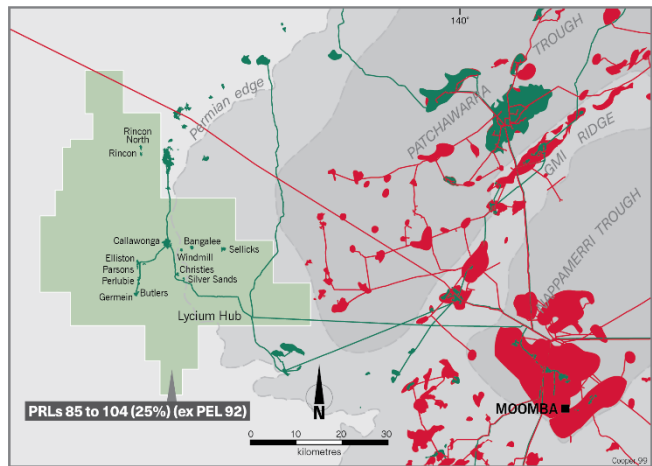 140°
TROUGH
PATCHAWARRA
Permian edge
GMI RIDGE
Rincon
North
Rincon
NAPPAMERRI TROUGH
Callawonga
Bangalee
Sellicks
Elliston
Windmill
Parsons
Christies
Perlubie
Silver Sands
Butlers
Germein
Lycium Hub
PRLs 85 to 104 (25%) (ex PEL 92)
N
MOOMBA
0 10 20 30
kilometres
Cooper 99